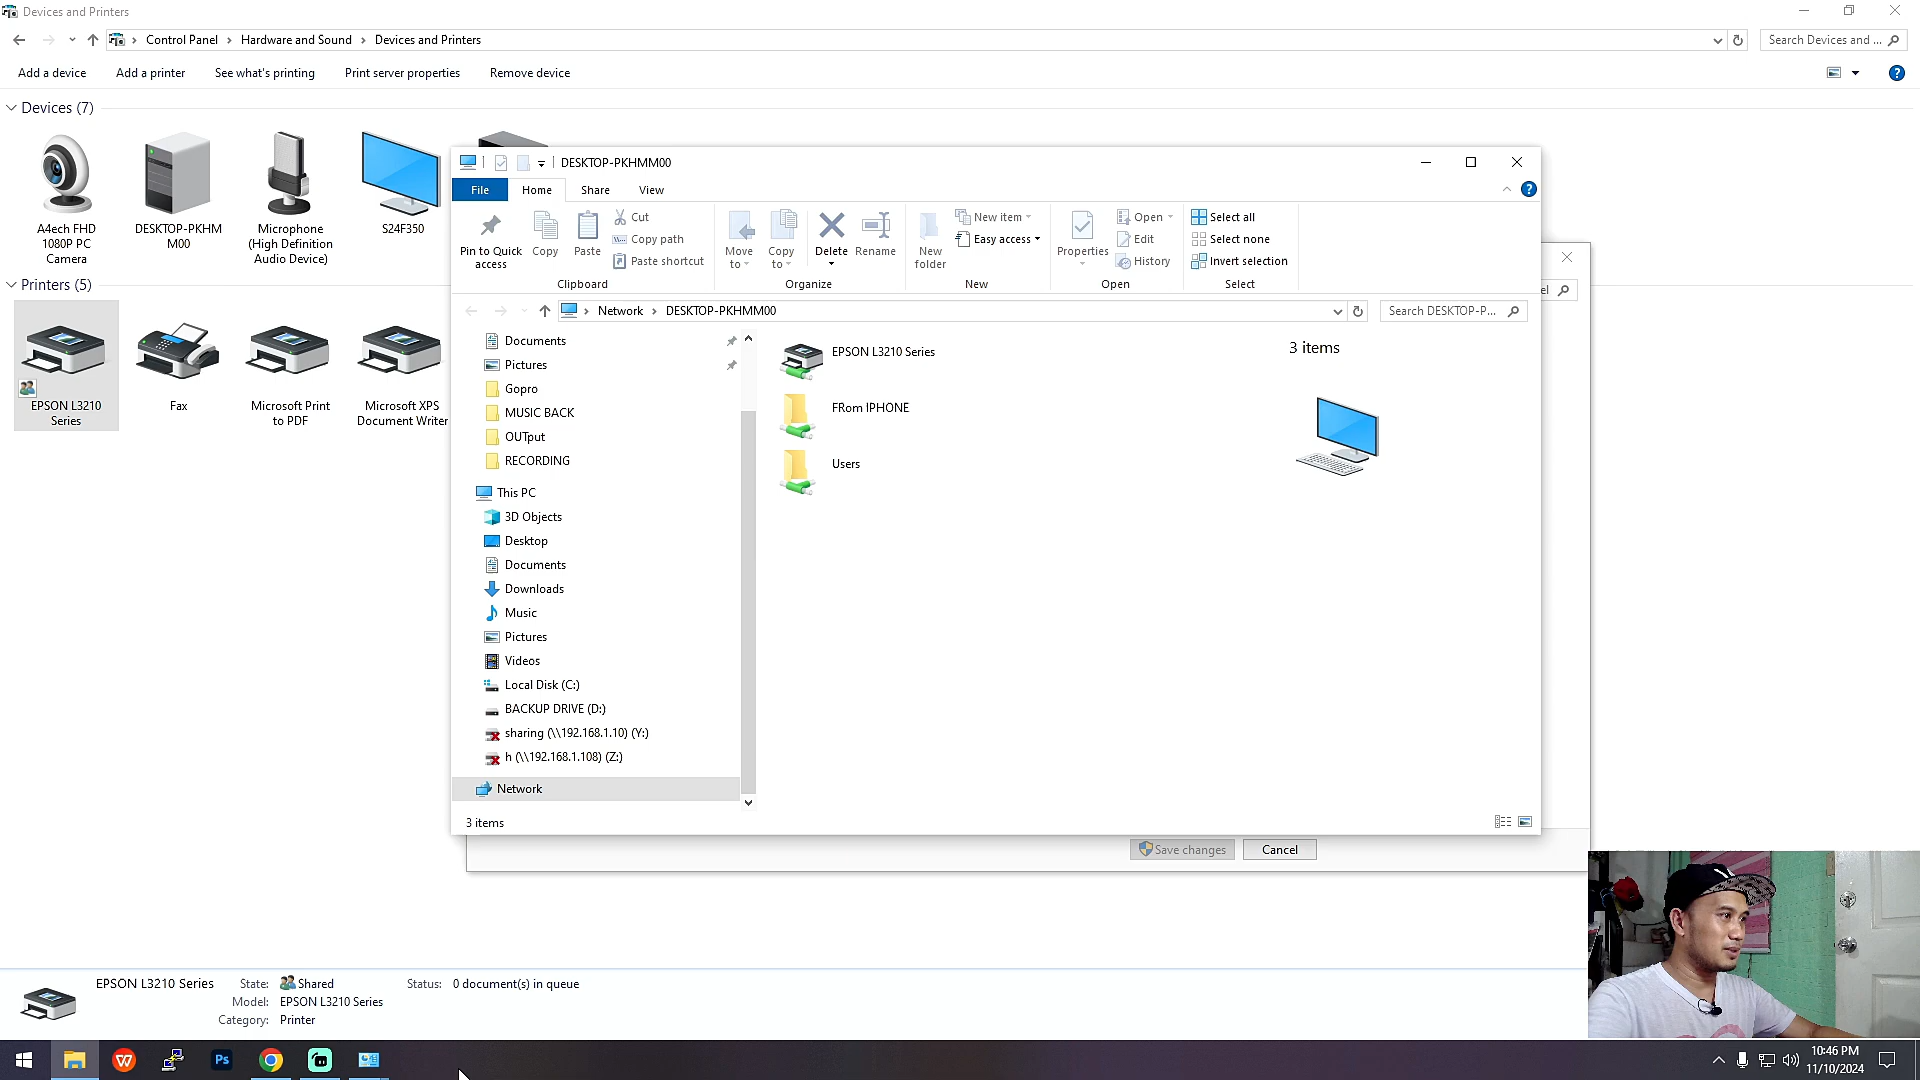 Devices and Printers
Control Panel > Hardware and Sound > Devices and Printers
Search Devices and ...
Add a device
Add a printer
See what's printing
Print server properties
Remove device
Devices (7)
A4ech FHD
1080P PC
Camera
DESKTOP-PKHM
M00
Microphone
(High Definition
Audio Device)
S24F350
Printers (5)
EPSON L3210
Series
Fax
Microsoft Print
to PDF
Microsoft XPS
Document Writer
DESKTOP-PKHMM00
File
Home
Share
View
Pin to Quick
access
Copy
Paste
Cut
Copy path
Paste shortcut
Clipboard
Move
to
Copy
to
Delete
Rename
Organize
New
folder
New item
Easy access
New
Properties
Open
Edit
History
Open
Select all
Select none
Invert selection
Select
el
Network > DESKTOP-PKHMM00
Search DESKTOP-P...
Documents
Pictures
Gopro
MUSIC BACK
OUTput
RECORDING
This PC
3D Objects
Desktop
Documents
Downloads
Music
Pictures
Videos
Local Disk (C:)
BACKUP DRIVE (D:)
sharing (\\192.168.1.10) (Y:)
h (\\192.168.1.108) (Z:)
Network
EPSON L3210 Series
FRom IPHONE
Users
3 items
3 items
Save changes
Cancel
EPSON L3210 Series
State: Shared
Model: EPSON L3210 Series
Category: Printer
Status: 0 document(s) in queue
Ps
10:46 PM
11/10/2024